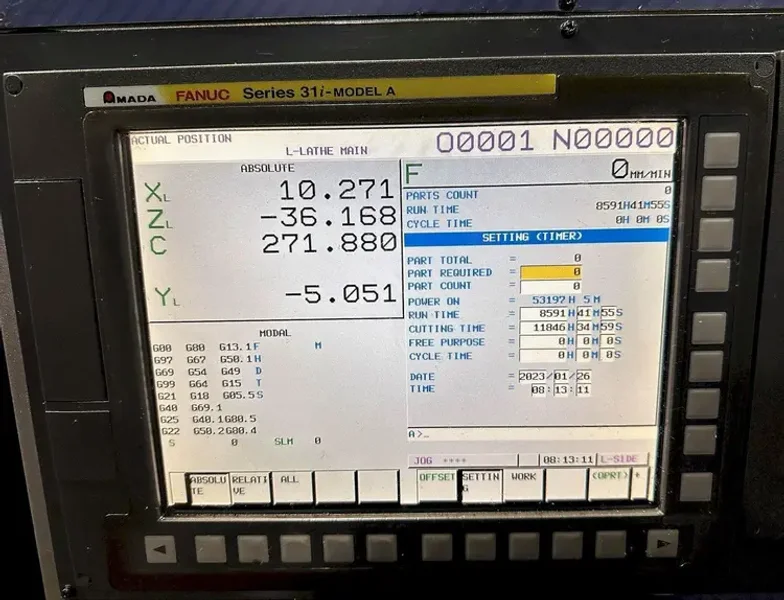 AMADA FANUC Series 31i-MODEL A
ACTUAL POSITION
L-LATHE MAIN
O0001 N00000
ABSOLUTE
XL 10.271
ZL -36.168
C 271.880
YL -5.051
F 0MM/MIN
PARTS COUNT 0
RUN TIME 8591H41M55S
CYCLE TIME 0H 0M 0S
SETTING (TIMER)
PART TOTAL = 0
PART REQUIRED = 0
PART COUNT = 0
POWER ON = 53197H 5M
RUN TIME = 8591H41M55S
CUTTING TIME = 11846H34M59S
FREE PURPOSE = 0H 0M 0S
CYCLE TIME = 0H 0M 0S
DATE = 2023/01/26
TIME = 08:13:11
MODAL
G00 G80 G13.1 F M
G97 G67 G50.1 H
G69 G54 G49 D
G99 G64 G15 T
G21 G18 G05.5 S
G40 G69.1
G25 G40.1 G80.5
G22 G50.2 G80.4
S 0 SLM 0
A>_
JOG **** 08:13:11 L-SIDE
ABSOLUTE RELATIVE ALL OFFSET SETTING WORK (OPRT) +